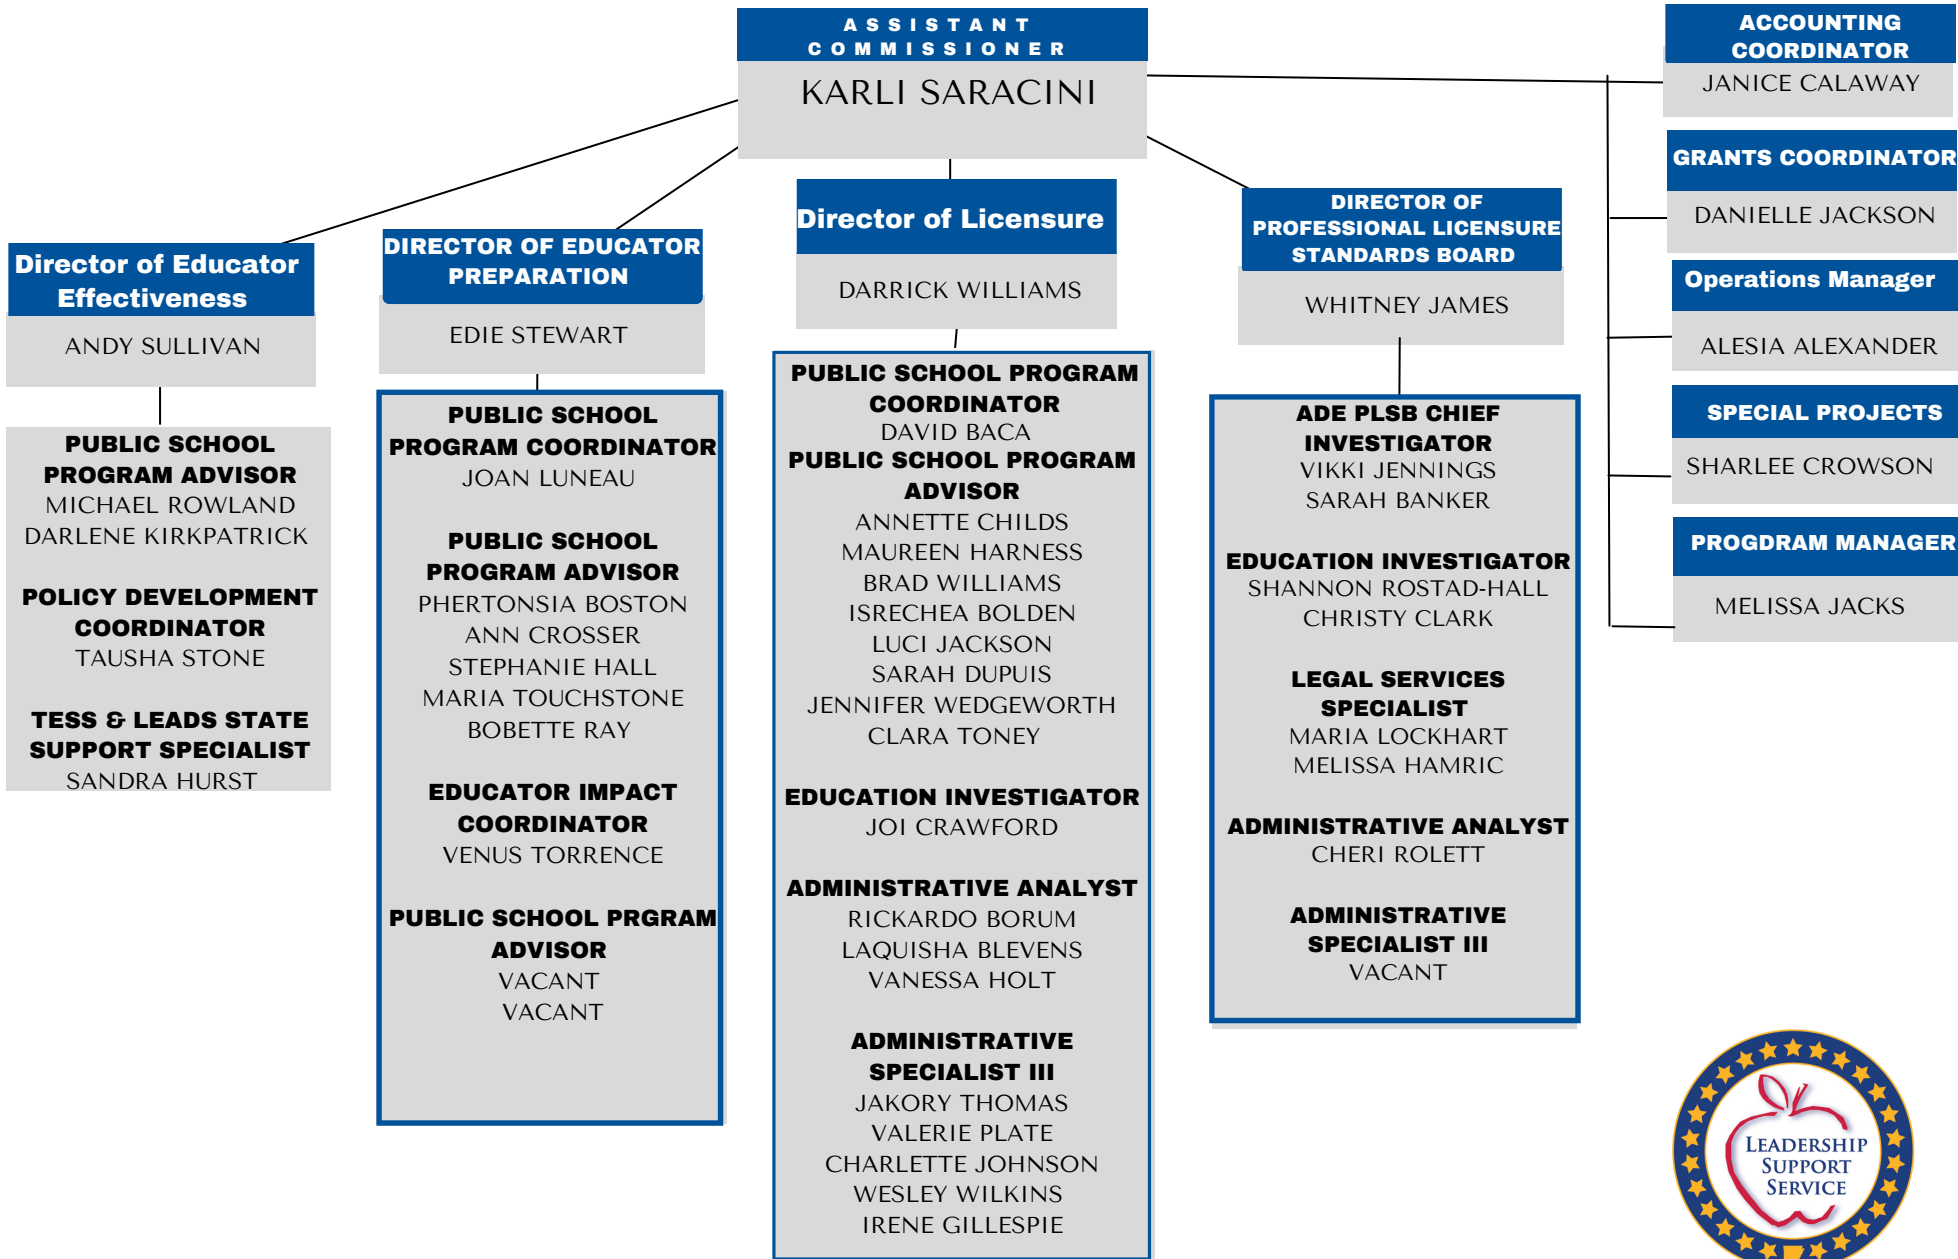 ASSISTANT
COMMISSIONER
KARLI SARACINI
ACCOUNTING
COORDINATOR
JANICE CALAWAY
GRANTS COORDINATOR
DANIELLE JACKSON
Operations Manager
ALESIA ALEXANDER
SPECIAL PROJECTS
SHARLEE CROWSON
PROGDRAM MANAGER
MELISSA JACKS
Director of Educator
Effectiveness
ANDY SULLIVAN
PUBLIC SCHOOL
PROGRAM ADVISOR
MICHAEL ROWLAND
DARLENE KIRKPATRICK
POLICY DEVELOPMENT
COORDINATOR
TAUSHA STONE
TESS & LEADS STATE
SUPPORT SPECIALIST
SANDRA HURST
DIRECTOR OF EDUCATOR
PREPARATION
EDIE STEWART
PUBLIC SCHOOL
PROGRAM COORDINATOR
JOAN LUNEAU
PUBLIC SCHOOL
PROGRAM ADVISOR
PHERTONSIA BOSTON
ANN CROSSER
STEPHANIE HALL
MARIA TOUCHSTONE
BOBETTE RAY
EDUCATOR IMPACT
COORDINATOR
VENUS TORRENCE
PUBLIC SCHOOL PRGRAM
ADVISOR
VACANT
VACANT
Director of Licensure
DARRICK WILLIAMS
PUBLIC SCHOOL PROGRAM
COORDINATOR
DAVID BACA
PUBLIC SCHOOL PROGRAM
ADVISOR
ANNETTE CHILDS
MAUREEN HARNESS
BRAD WILLIAMS
ISRECHEA BOLDEN
LUCI JACKSON
SARAH DUPUIS
JENNIFER WEDGEWORTH
CLARA TONEY
EDUCATION INVESTIGATOR
JOI CRAWFORD
ADMINISTRATIVE ANALYST
RICKARDO BORUM
LAQUISHA BLEVENS
VANESSA HOLT
ADMINISTRATIVE
SPECIALIST III
JAKORY THOMAS
VALERIE PLATE
CHARLETTE JOHNSON
WESLEY WILKINS
IRENE GILLESPIE
DIRECTOR OF
PROFESSIONAL LICENSURE
STANDARDS BOARD
WHITNEY JAMES
ADE PLSB CHIEF
INVESTIGATOR
VIKKI JENNINGS
SARAH BANKER
EDUCATION INVESTIGATOR
SHANNON ROSTAD-HALL
CHRISTY CLARK
LEGAL SERVICES
SPECIALIST
MARIA LOCKHART
MELISSA HAMRIC
ADMINISTRATIVE ANALYST
CHERI ROLETT
ADMINISTRATIVE
SPECIALIST III
VACANT
LEADERSHIP
SUPPORT
SERVICE